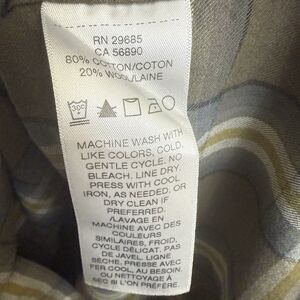 RN 29685
CA 56890
80% COTTON/COTON
20% WOOL/LAINE
30°
MACHINE WASH WITH
LIKE COLORS, COLD,
GENTLE CYCLE. NO
BLEACH. LINE DRY.
PRESS WITH COOL
IRON, AS NEEDED. OR
DRY CLEAN IF
PREFERRED.
/LAVAGE EN
MACHINE AVEC DES
COULEURS
SIMILAIRES, FROID,
CYCLE DÉLICAT. PAS
DE JAVEL. LIGNE
SÈCHE. PRESSE AVEC
FER COOL, AU BESOIN.
OU NETTOYAGE À
SEC SI L'ON PRÉFÈRE.